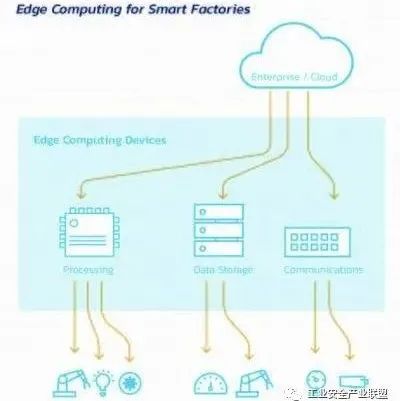 Edge Computing for Smart Factories
Enterprise / Cloud
Edge Computing Devices
Processing
Data Storage
Communications
工业安全产业联盟